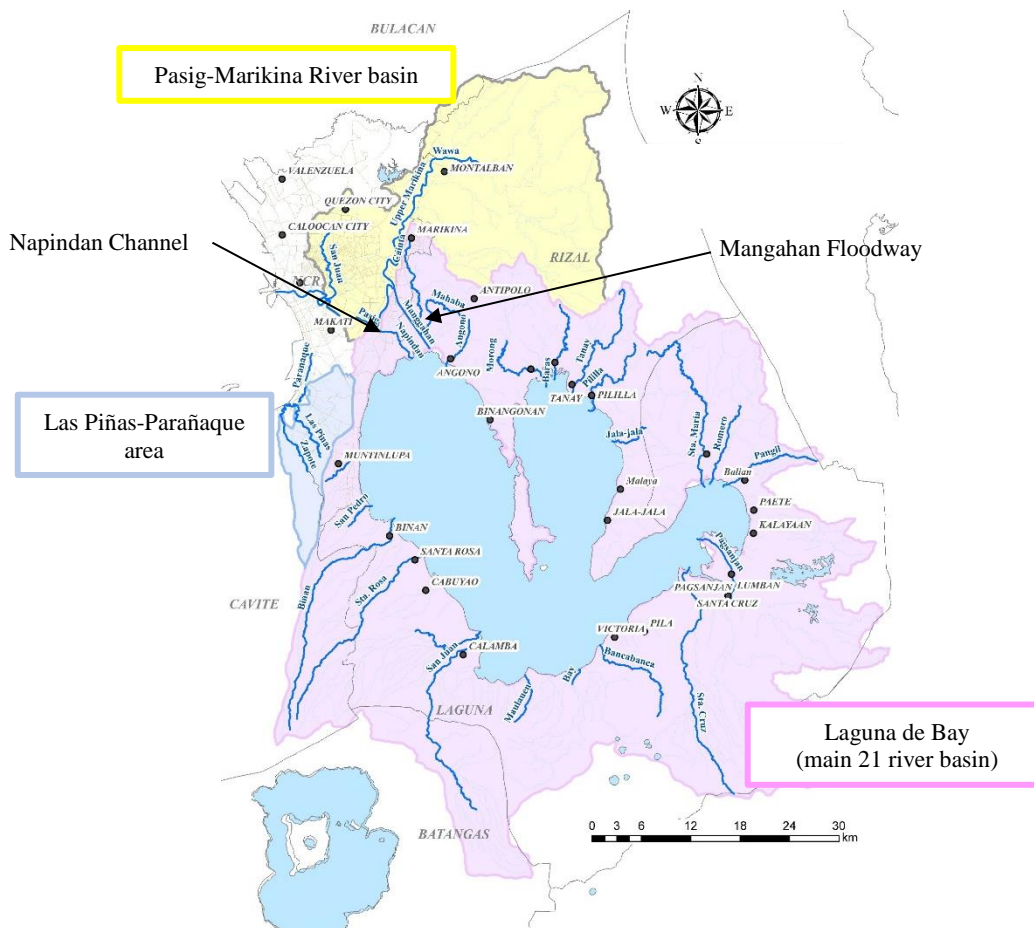 BULACAN
Pasig-Marikina River basin
N
W
E
S
Wawa
MONTALBAN
VALENZUELA
Upper Marikina
QUEZON CITY
CALOOCAN CITY
MARIKINA
Napindan Channel
San Juan
Cainta
Mangahan Floodway
RIZAL
NCR
ANTIPOLO
Mahaba
Pasig
Manggahan
MAKATI
Napindan
Angono
Morong
Tanay
ANGONO
Baras
Pililla
Paranaque
TANAY
PILILLA
Las Piñas-Parañaque
area
BINANGONAN
Las Pinas
Jala-jala
Sta. Maria
Romero
Zapote
Pangil
MUNTINLUPA
Balian
Malaya
PAETE
San Pedro
JALA-JALA
KALAYAAN
BINAN
Pagsanjan
SANTA ROSA
LUMBAN
PAGSANJAN
Binan
Sta. Rosa
CABUYAO
SANTA CRUZ
CAVITE
PILA
VICTORIA
San Juan
CALAMBA
Bancabanca
Bay
Maulauen
Sta. Cruz
LAGUNA
Laguna de Bay
(main 21 river basin)
BATANGAS
0 3 6 12 18 24 30
km